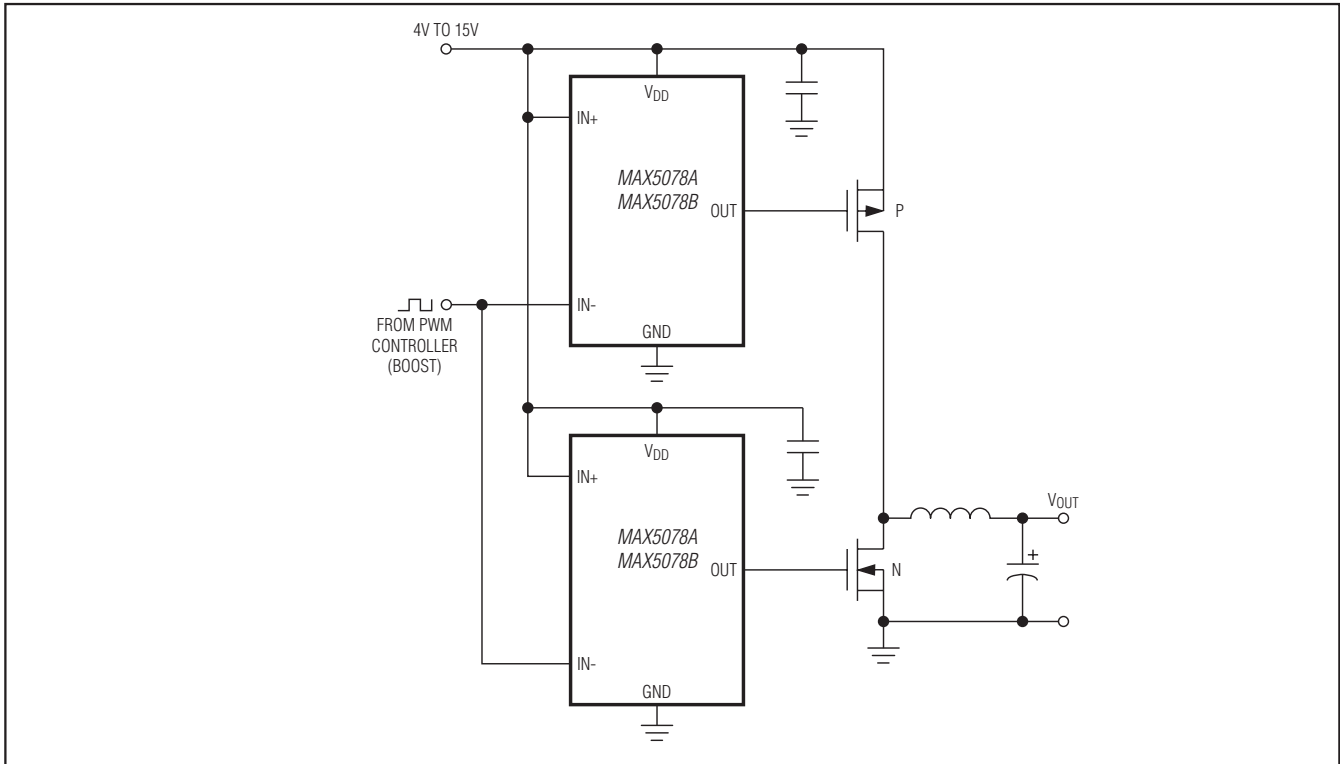 4V TO 15V
VDD
IN+
MAX5078A
MAX5078B
OUT
P
IN-
FROM PWM
CONTROLLER
(BOOST)
GND
VDD
IN+
VOUT
MAX5078A
MAX5078B
OUT
N
+
IN-
GND